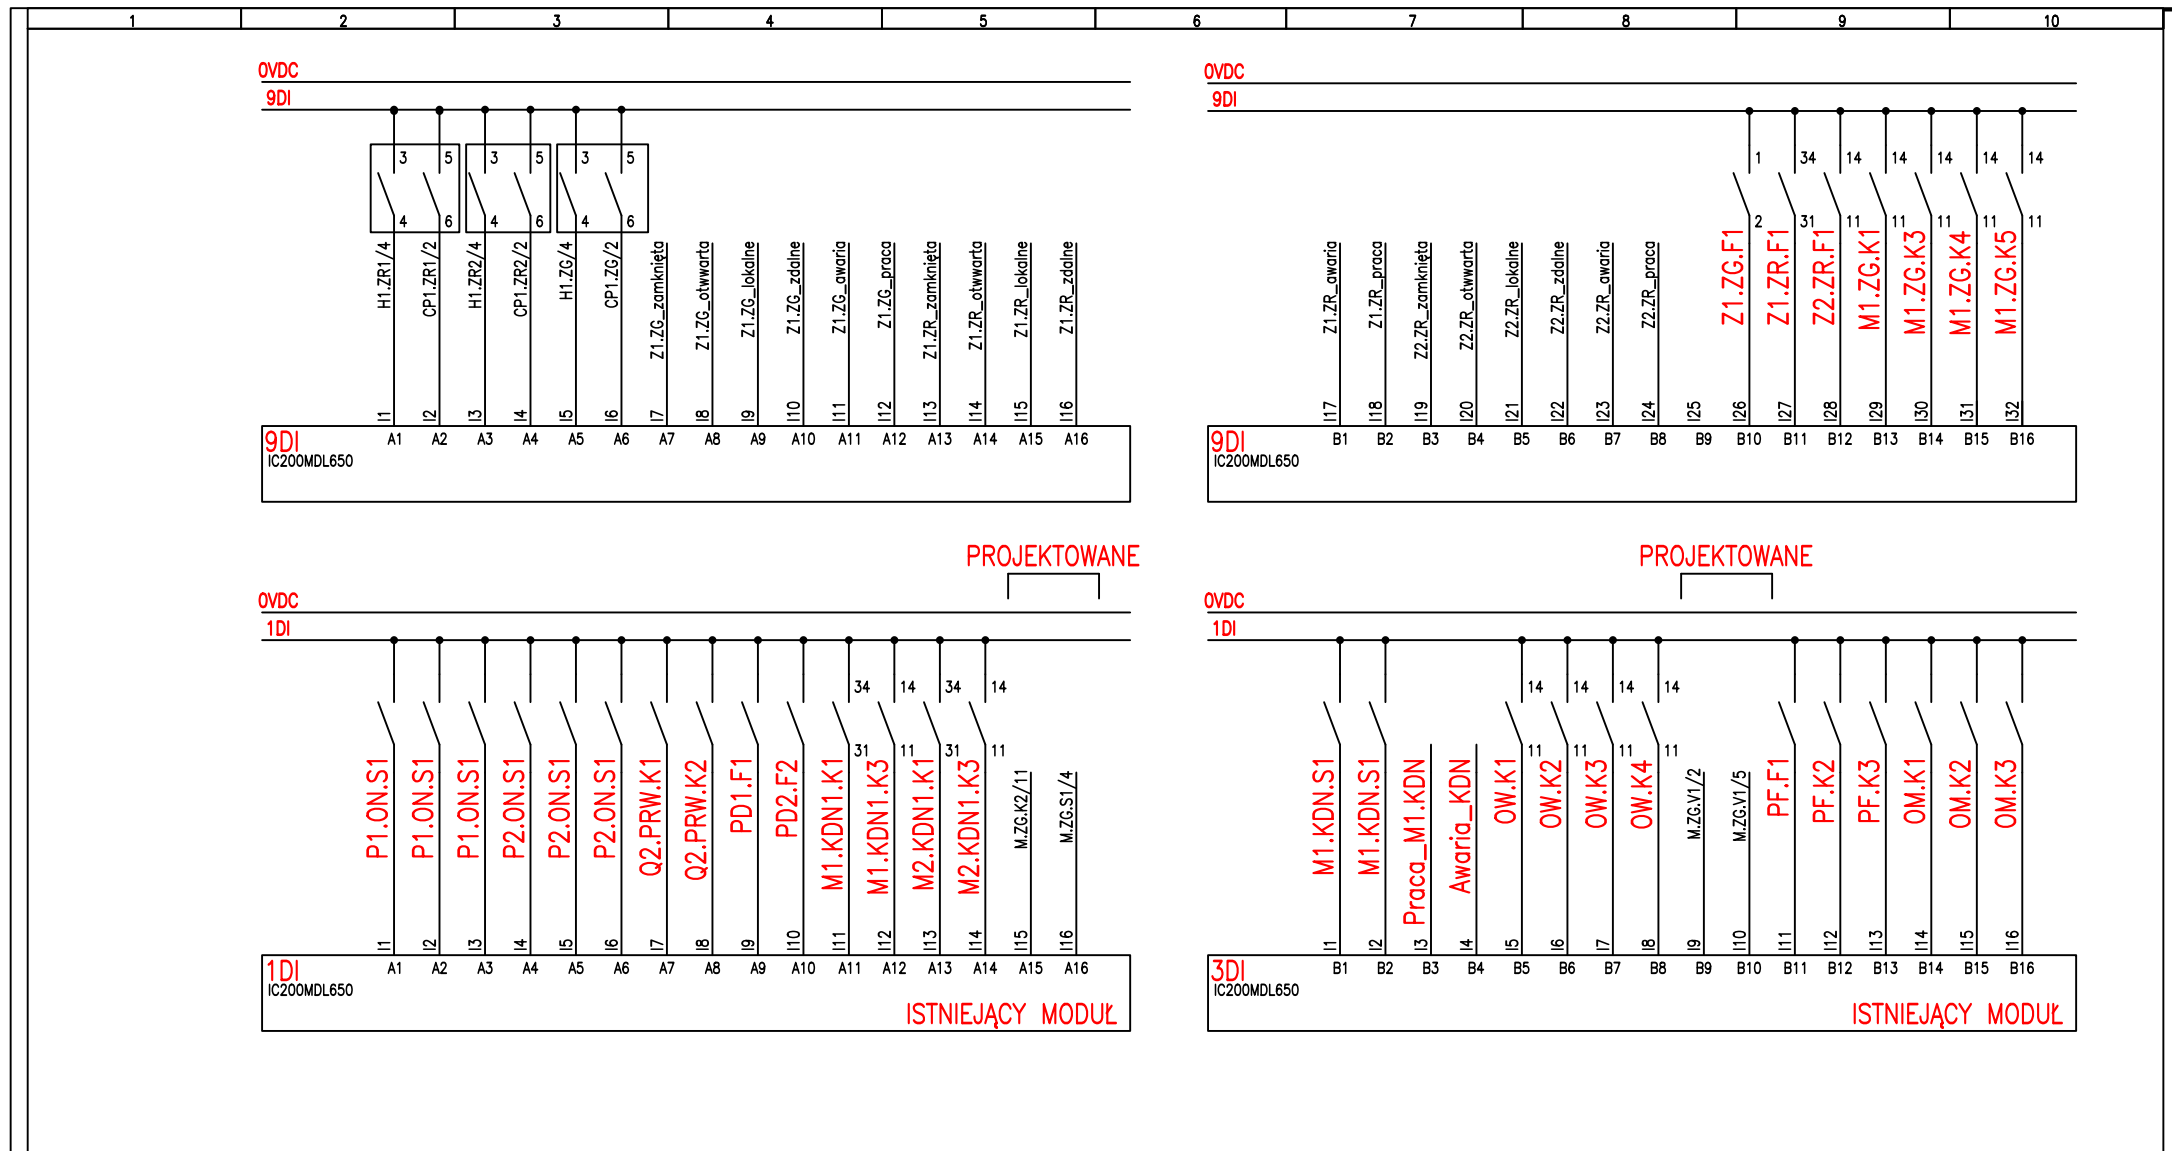 1 2 3 4 5 6 7 8 9 10
0VDC
9DI
3 5 3 5 3 5
4 6 4 6 4 6
H1.ZR1/4
CP1.ZR1/2
H1.ZR2/4
CP1.ZR2/2
H1.ZG/4
CP1.ZG/2
Z1.ZG_zamknięta
Z1.ZG_otwwarta
Z1.ZG_lokalne
Z1.ZG_zdalne
Z1.ZG_awaria
Z1.ZG_praca
Z1.ZR_zamknięta
Z1.ZR_otwwarta
Z1.ZR_lokalne
Z1.ZR_zdalne
I1 I2 I3 I4 I5 I6 I7 I8 I9 I10 I11 I12 I13 I14 I15 I16
9DI A1 A2 A3 A4 A5 A6 A7 A8 A9 A10 A11 A12 A13 A14 A15 A16
IC200MDL650
0VDC
9DI
1 34 14 14 14 14 14
2 31 11 11 11 11 11
Z1.ZR_awaria
Z1.ZR_praca
Z2.ZR_zamknięta
Z2.ZR_otwwarta
Z2.ZR_lokalne
Z2.ZR_zdalne
Z2.ZR_awaria
Z2.ZR_praca
Z1.ZG.F1
Z1.ZR.F1
Z2.ZR.F1
M1.ZG.K1
M1.ZG.K3
M1.ZG.K4
M1.ZG.K5
I17 I18 I19 I20 I21 I22 I23 I24 I25 I26 I27 I28 I29 I30 I31 I32
9DI B1 B2 B3 B4 B5 B6 B7 B8 B9 B10 B11 B12 B13 B14 B15 B16
IC200MDL650
PROJEKTOWANE
0VDC
1DI
34 14 34 14
31 11 31 11
P1.ON.S1
P1.ON.S1
P1.ON.S1
P2.ON.S1
P2.ON.S1
P2.ON.S1
Q2.PRW.K1
Q2.PRW.K2
PD1.F1
PD2.F2
M1.KDN1.K1
M1.KDN1.K3
M2.KDN1.K1
M2.KDN1.K3
M.ZG.K2/11
M.ZG.S1/4
I1 I2 I3 I4 I5 I6 I7 I8 I9 I10 I11 I12 I13 I14 I15 I16
1DI A1 A2 A3 A4 A5 A6 A7 A8 A9 A10 A11 A12 A13 A14 A15 A16
IC200MDL650
ISTNIEJĄCY MODUŁ
PROJEKTOWANE
0VDC
1DI
14 14 14 14
11 11 11 11
M1.KDN.S1
M1.KDN.S1
Praca_M1.KDN
Awaria_KDN
OW.K1
OW.K2
OW.K3
OW.K4
M.ZG.V1/2
M.ZG.V1/5
PF.F1
PF.K2
PF.K3
OM.K1
OM.K2
OM.K3
I1 I2 I3 I4 I5 I6 I7 I8 I9 I10 I11 I12 I13 I14 I15 I16
3DI B1 B2 B3 B4 B5 B6 B7 B8 B9 B10 B11 B12 B13 B14 B15 B16
IC200MDL650
ISTNIEJĄCY MODUŁ